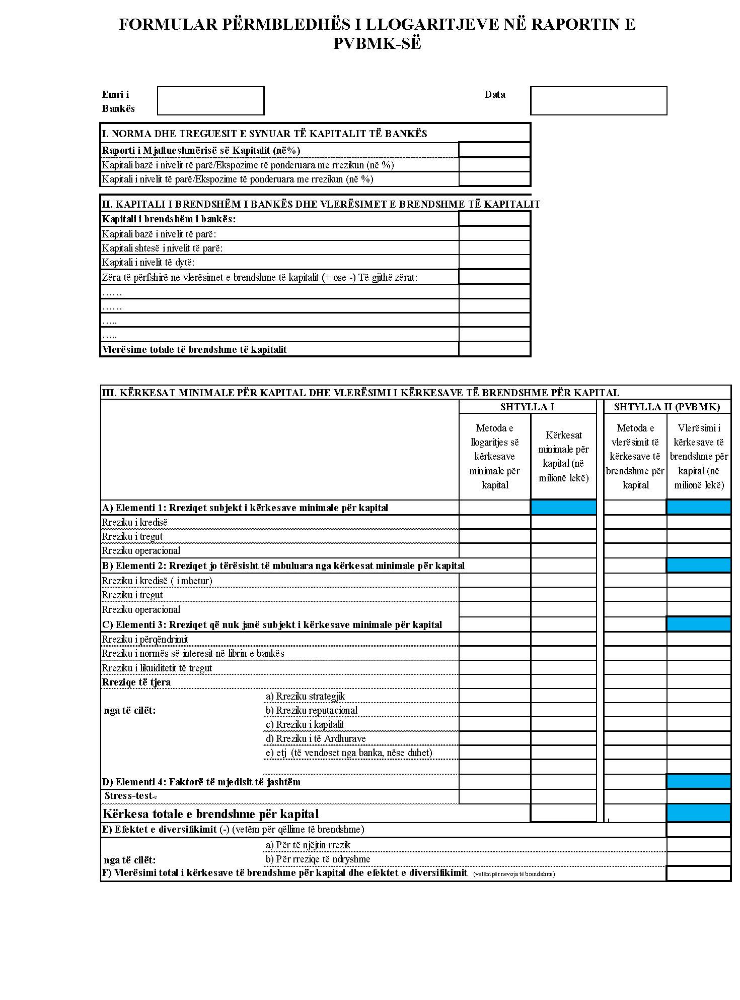 FORMULAR PËRMBLEDHËS I LLOGARITJEVE NË RAPORTIN E
PVBMK-SË
Emri i
Bankës
Data
I. NORMA DHE TREGUESIT E SYNUAR TË KAPITALIT TË BANKËS
Raporti i Mjaftueshmërisë së Kapitalit (në%)
Kapitali bazë i nivelit të parë/Ekspozime të ponderuara me rrezikun (në %)
Kapitali i nivelit të parë/Ekspozime të ponderuara me rrezikun (në %)
II. KAPITALI I BRENDSHËM I BANKËS DHE VLERËSIMET E BRENDSHME TË KAPITALIT
Kapitali i brendshëm i bankës:
Kapitali bazë i nivelit të parë:
Kapitali shtesë i nivelit të parë:
Kapitali i nivelit të dytë:
Zëra të përfshirë ne vlerësimet e brendshme të kapitalit (+ ose -) Të gjithë zërat:
……
……
…..
…..
Vlerësime totale të brendshme të kapitalit
III. KËRKESAT MINIMALE PËR KAPITAL DHE VLERËSIMI I KËRKESAVE TË BRENDSHME PËR KAPITAL
SHTYLLA I
SHTYLLA II (PVBMK)
Metoda e
llogaritjes së
kërkesave
minimale për
kapital
Kërkesat
minimale për
kapital (në
milionë lekë)
Metoda e
vlerësimit të
kërkesave të
brendshme për
kapital
Vlerësimi i
kërkesave të
brendshme për
kapital (në
milionë lekë)
A) Elementi 1: Rreziqet subjekt i kërkesave minimale për kapital
Rreziku i kredisë
Rreziku i tregut
Rreziku operacional
B) Elementi 2: Rreziqet jo tërësisht të mbuluara nga kërkesat minimale për kapital
Rreziku i kredisë ( i mbetur)
Rreziku i tregut
Rreziku operacional
C) Elementi 3: Rreziqet që nuk janë subjekt i kërkesave minimale për kapital
Rreziku i përqëndrimit
Rreziku i normës së interesit në librin e bankës
Rreziku i likuiditetit të tregut
Rreziqe të tjera
a) Rreziku strategjik
nga të cilët:
b) Rreziku reputacional
c) Rreziku i kapitalit
d) Rreziku i të Ardhurave
e) etj (të vendoset nga banka, nëse duhet)
D) Elementi 4: Faktorë të mjedisit të jashtëm
Stress-test-e
Kërkesa totale e brendshme për kapital
E) Efektet e diversifikimit (-) (vetëm për qëllime të brendshme)
a) Për të njëjtin rrezik
nga të cilët:
b) Për rreziqe të ndryshme
F) Vlerësimi total i kërkesave të brendshme për kapital dhe efektet e diversifikimit (vetëm për nevoja të brendshme)